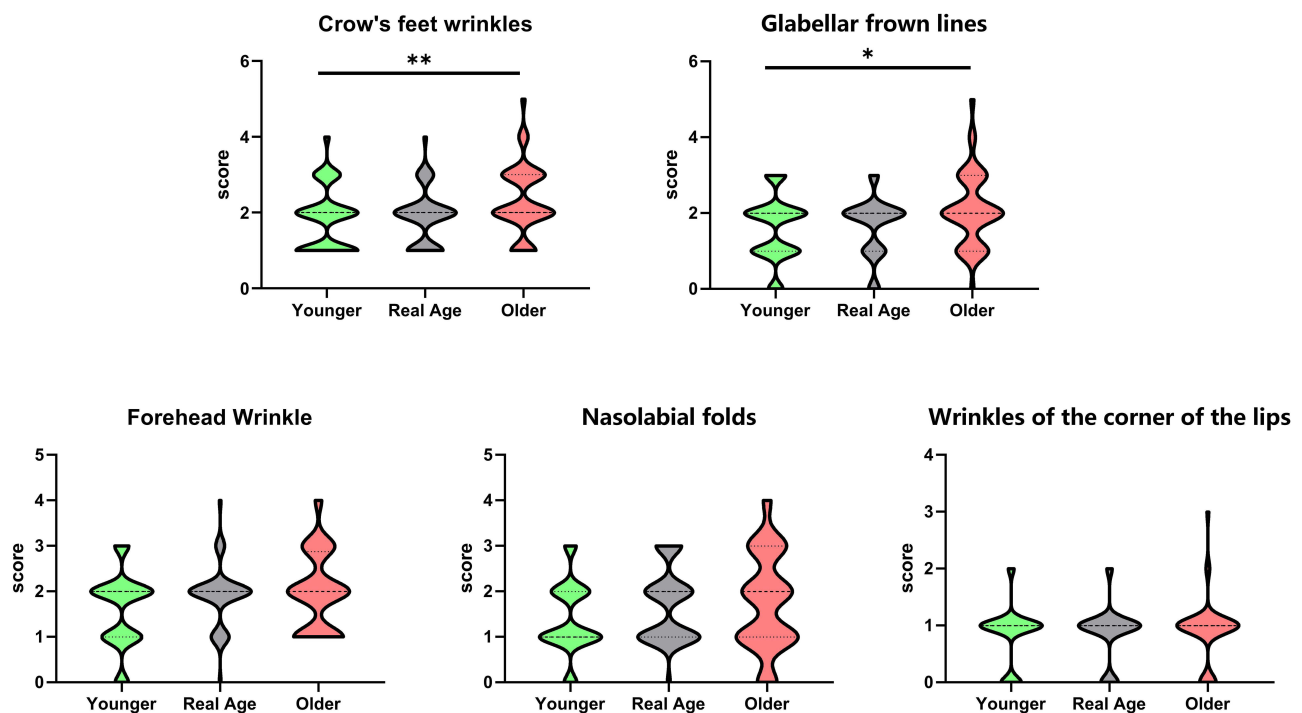 Crow's feet wrinkles
**
6
4
2
0
score
Younger Real Age Older
Glabellar frown lines
*
6
4
2
0
score
Younger Real Age Older
Forehead Wrinkle
5
4
3
2
1
0
score
Younger Real Age Older
Nasolabial folds
5
4
3
2
1
0
score
Younger Real Age Older
Wrinkles of the corner of the lips
4
3
2
1
0
score
Younger Real Age Older